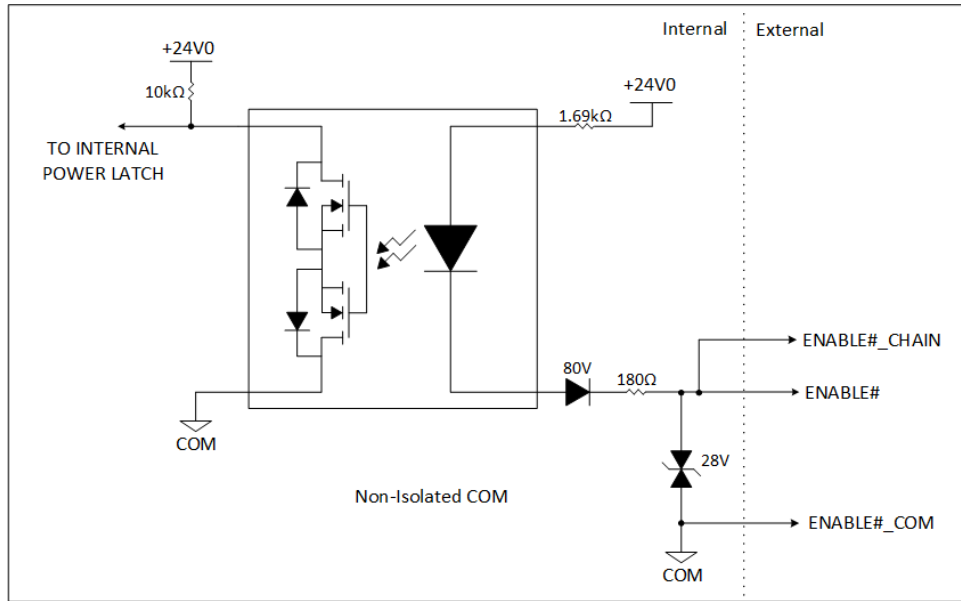 Internal
External
+24V0
+24V0
10kΩ
1.69kΩ
TO INTERNAL
POWER LATCH
ENABLE#_CHAIN
80V
180Ω
ENABLE#
COM
28V
Non-Isolated COM
ENABLE#_COM
COM